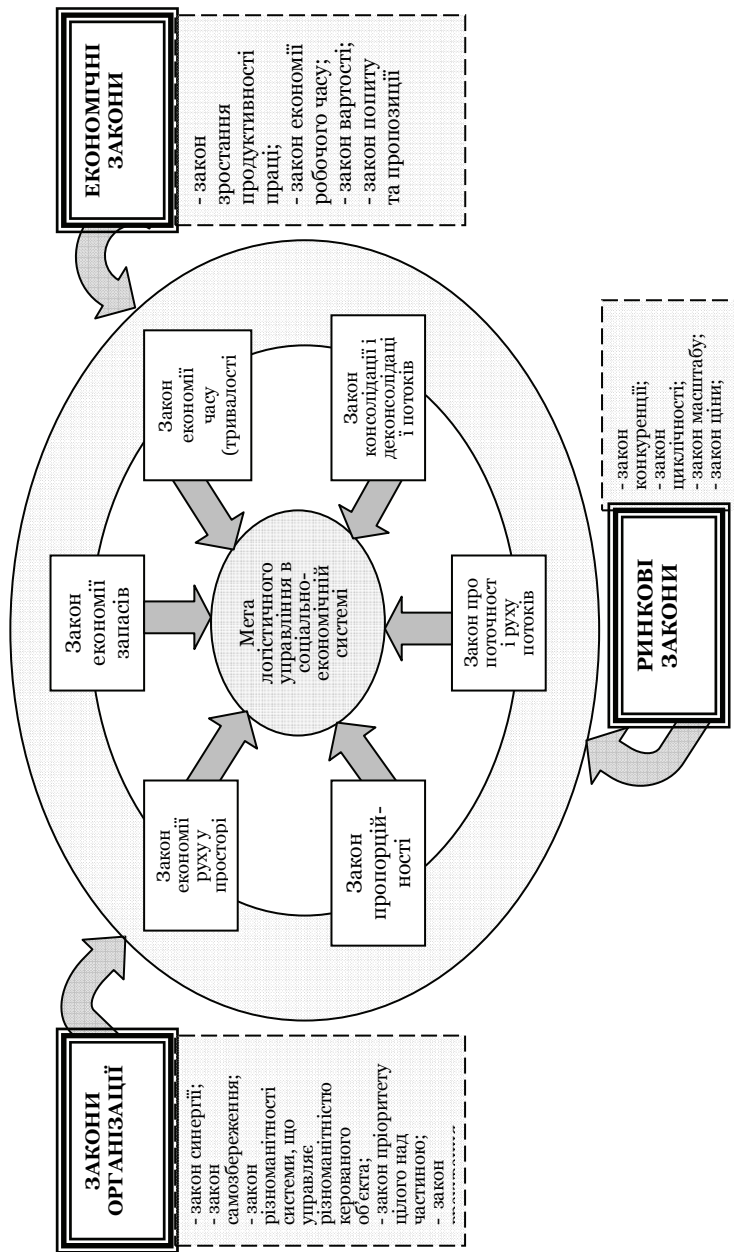 ЗАКОНИ
ОРГАНІЗАЦІЇ
- закон синергії;
- закон
самозбереження;
- закон
різноманітності
системи, що
управляє
різноманітністю
керованого
об’єкта;
- закон пріоритету
цілого над
частиною;
- закон
ЕКОНОМІЧНІ
ЗАКОНИ
- закон
зростання
продуктивності
праці;
- закон економії
робочого часу;
- закон вартості;
- закон попиту
та пропозиції
Закон
економії
руху у
просторі
Закон
економії
запасів
Закон
економії
часу
(тривалості
Мета
логістичного
управління в
соціально-
економічній
системі
Закон
пропорцій-
ності
Закон про
поточност
і руху
потоків
Закон
консолідації і
деконсолідаці
ї потоків
РИНКОВІ
ЗАКОНИ
- закон
конкуренції;
- закон
циклічності;
- закон масштабу;
- закон ціни;